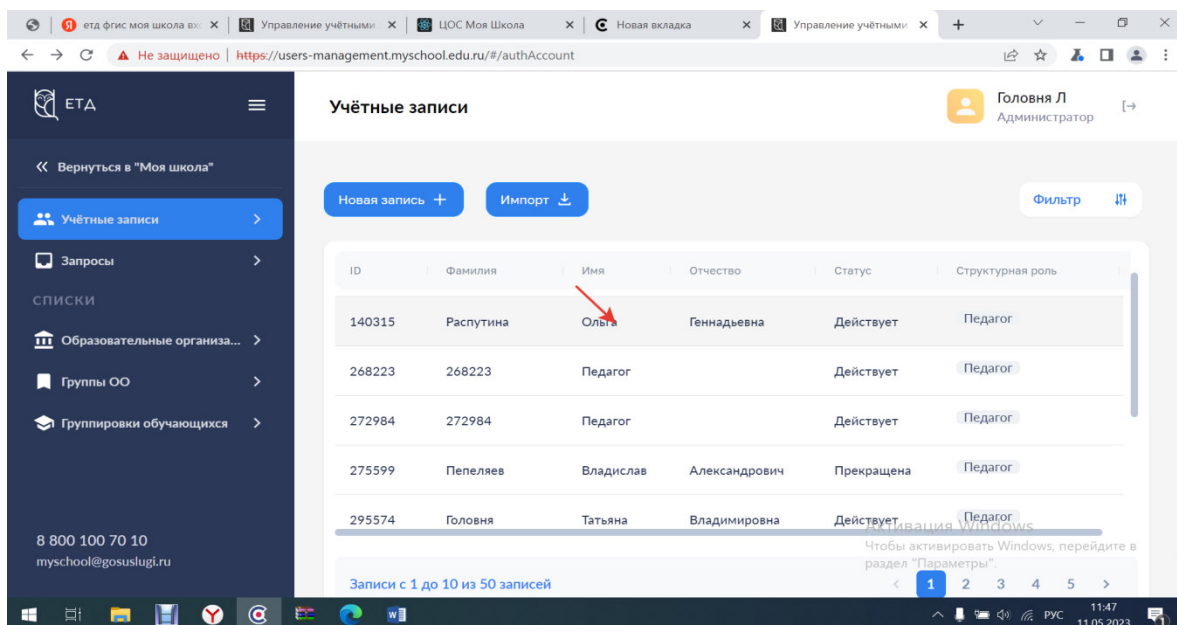 етд фгис моя школа вхо
Управление учётными
ЦОС Моя Школа
Новая вкладка
Управление учётными
Не защищено | https://users-management.myschool.edu.ru/#/authAccount
ЕТД
Учётные записи
Головня Л
Администратор
Вернуться в "Моя школа"
Новая запись +
Импорт
Фильтр
Учётные записи
Запросы
СПИСКИ
Образовательные организа...
Группы ОО
Группировки обучающихся
8 800 100 70 10
myschool@gosuslugi.ru
ID Фамилия Имя Отчество Статус Структурная роль
140315 Распутина Ольга Геннадьевна Действует Педагог
268223 268223 Педагог Действует Педагог
272984 272984 Педагог Действует Педагог
275599 Пепеляев Владислав Александрович Прекращена Педагог
295574 Головня Татьяна Владимировна Действует Педагог
Активация Windows
Чтобы активировать Windows, перейдите в
раздел "Параметры".
Записи с 1 до 10 из 50 записей
< 1 2 3 4 5 >
РУС
11:47
11.05.2023